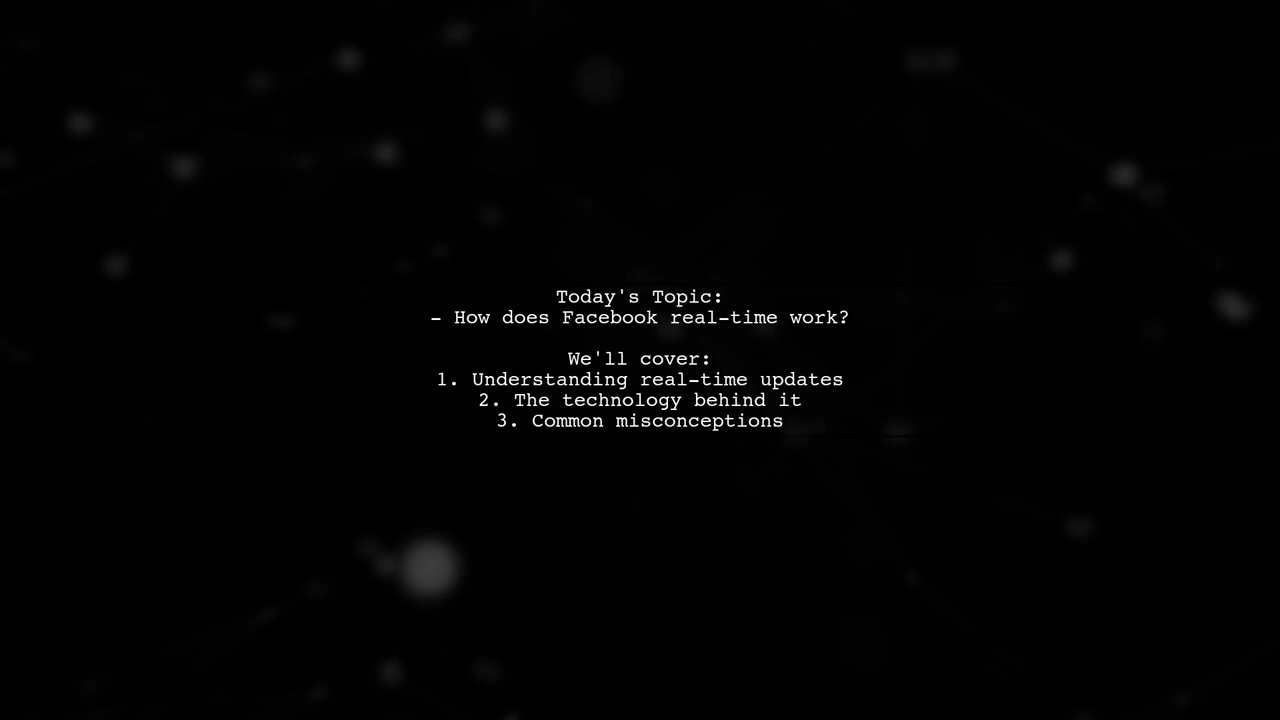 Today's Topic:
- How does Facebook real-time work?
We'll cover:
1. Understanding real-time updates
2. The technology behind it
3. Common misconceptions